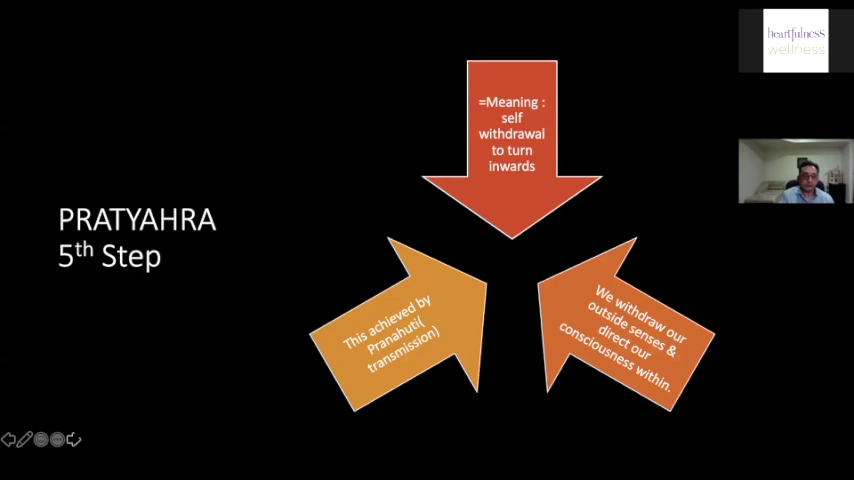 PRATYAHRA
5th Step
=Meaning :
self
withdrawal
to turn
inwards
This achieved by
Pranahuti(
transmission)
We withdraw our
outside senses &
direct our
consciousness within.
heartfulness
wellness